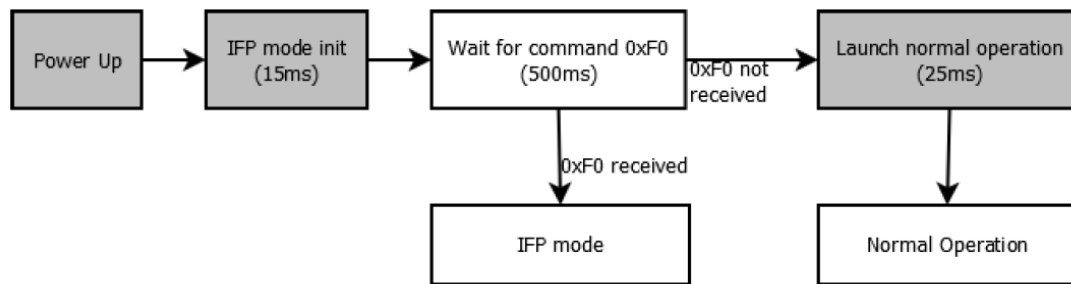 Power Up
IFP mode init
(15ms)
Wait for command 0xF0
(500ms)
0xF0 not
received
Launch normal operation
(25ms)
0xF0 received
IFP mode
Normal Operation